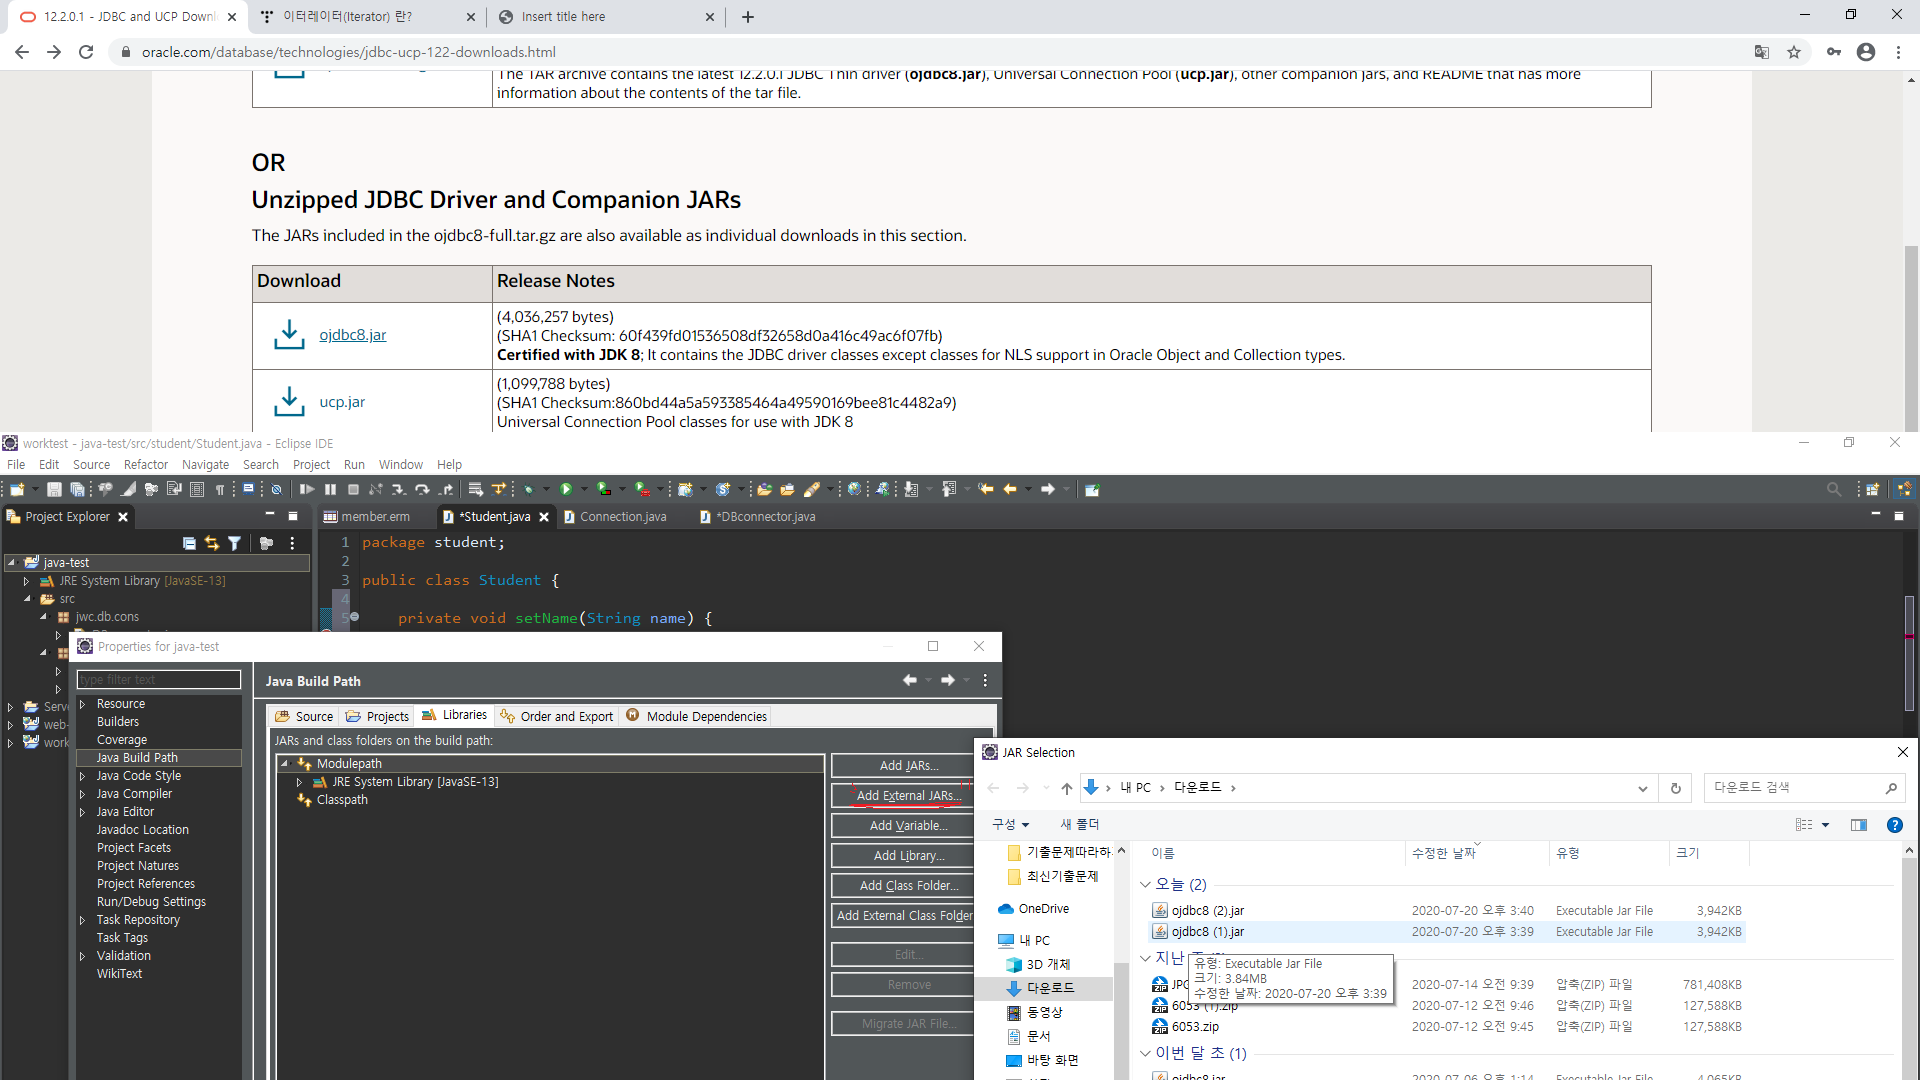 12.2.0.1 - JDBC and UCP Downl
이터레이터(Iterator) 란?
Insert title here
oracle.com/database/technologies/jdbc-ucp-122-downloads.html
The TAR archive contains the latest 12.2.0.1 JDBC Thin driver (ojdbc8.jar), Universal Connection Pool (ucp.jar), other companion jars, and README that has more
information about the contents of the tar file.
OR
Unzipped JDBC Driver and Companion JARs
The JARs included in the ojdbc8-full.tar.gz are also available as individual downloads in this section.
Download Release Notes
ojdbc8.jar
(4,036,257 bytes)
(SHA1 Checksum: 60f439fd01536508df32658d0a416c49ac6f07fb)
Certified with JDK 8; It contains the JDBC driver classes except classes for NLS support in Oracle Object and Collection types.
ucp.jar
(1,099,788 bytes)
(SHA1 Checksum:860bd44a5a593385464a49590169bee81c4482a9)
Universal Connection Pool classes for use with JDK 8
worktest - java-test/src/student/Student.java - Eclipse IDE
File Edit Source Refactor Navigate Search Project Run Window Help
Project Explorer
member.erm *Student.java Connection.java *DBconnector.java
java-test
JRE System Library [JavaSE-13]
src
jwc.db.cons
Serv
web-
work
1 package student;
2
3 public class Student {
4
5 private void setName(String name) {
Properties for java-test
type filter text
Resource
Builders
Coverage
Java Build Path
Java Code Style
Java Compiler
Java Editor
Javadoc Location
Project Facets
Project Natures
Project References
Run/Debug Settings
Task Repository
Task Tags
Validation
WikiText
Java Build Path
Source Projects Libraries Order and Export Module Dependencies
JARs and class folders on the build path:
Modulepath
JRE System Library [JavaSE-13]
Classpath
Add JARs...
Add External JARs...
Add Variable...
Add Library...
Add Class Folder...
Add External Class Folder
Edit...
Remove
Migrate JAR File...
JAR Selection
내 PC 다운로드
다운로드 검색
구성 새 폴더
기출문제따라하
최신기출문제
OneDrive
내 PC
3D 개체
다운로드
동영상
문서
바탕 화면
이름 수정한 날짜 유형 크기
오늘 (2)
ojdbc8 (2).jar 2020-07-20 오후 3:40 Executable Jar File 3,942KB
ojdbc8 (1).jar 2020-07-20 오후 3:39 Executable Jar File 3,942KB
지난
유형: Executable Jar File
크기: 3.84MB
수정한 날짜: 2020-07-20 오후 3:39
2020-07-14 오전 9:39 압축(ZIP) 파일 781,408KB
6053 (1).zip 2020-07-12 오전 9:46 압축(ZIP) 파일 127,588KB
6053.zip 2020-07-12 오전 9:45 압축(ZIP) 파일 127,588KB
이번 달 초 (1)
ojdbc8.jar 2020-07-06 오후 1:14 Executable Jar File 4,065KB